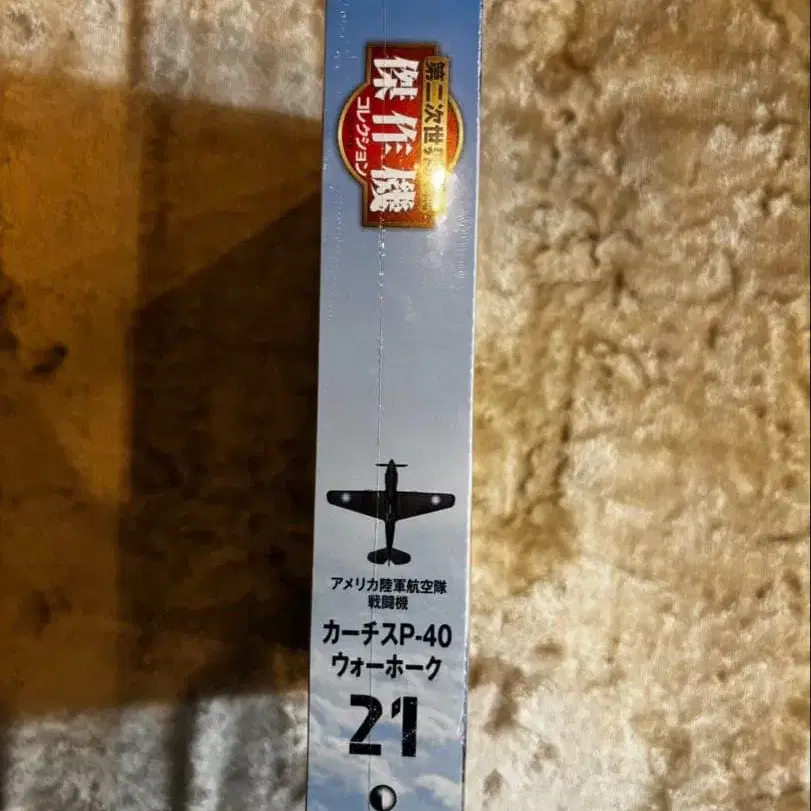 第二次世界
傑作機
コレクション
アメリカ陸軍航空隊
戦闘機
カーチスP-40
ウォーホーク
21